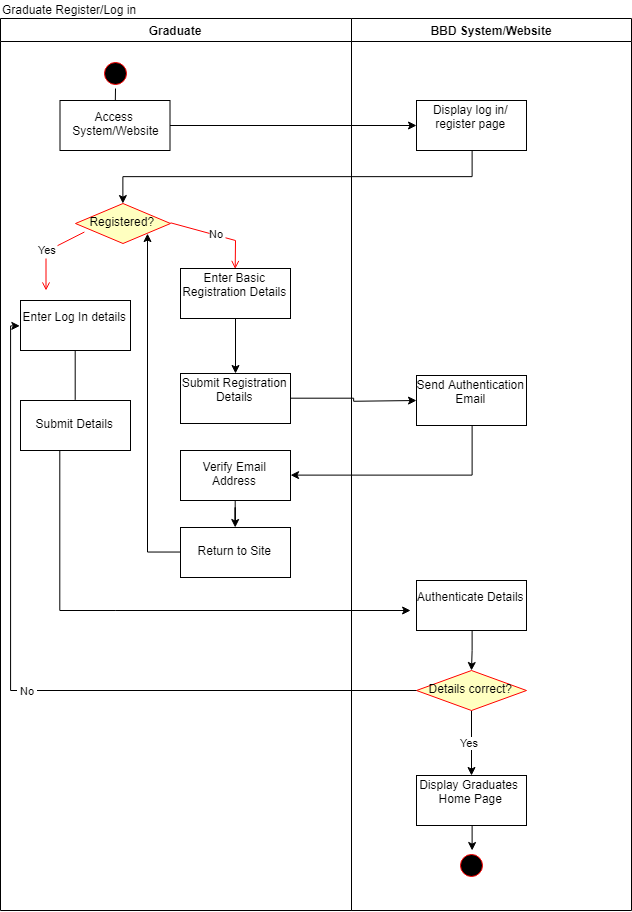 Graduate Register/Log in
Graduate
BBD System/Website
Access
System/Website
Display log in/
register page
Registered?
Yes
No
Enter Basic
Registration Details
Enter Log In details
Submit Registration
Details
Send Authentication
Email
Submit Details
Verify Email
Address
Return to Site
Authenticate Details
Details correct?
No
Yes
Display Graduates
Home Page